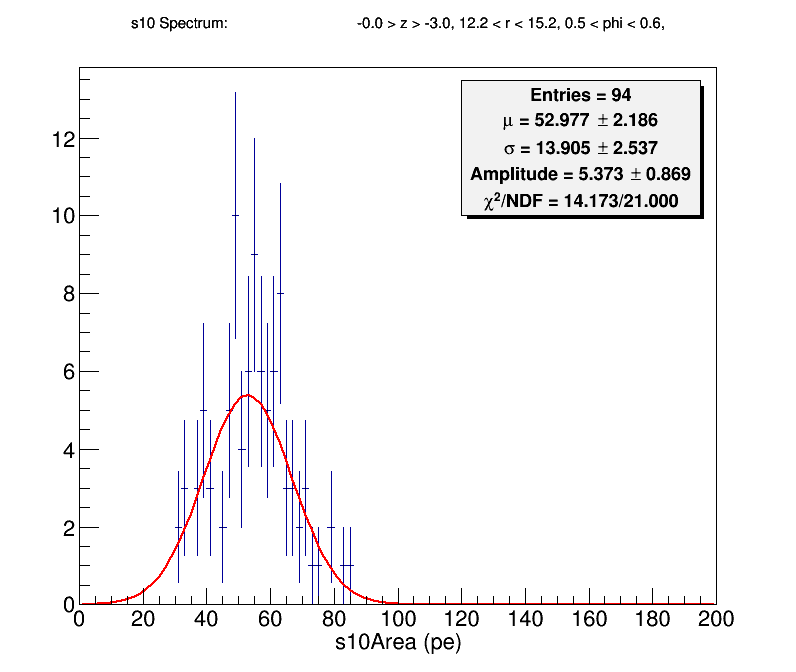 s10 Spectrum: -0.0 > z > -3.0, 12.2 < r < 15.2, 0.5 < phi < 0.6,
Entries = 94
μ = 52.977 ± 2.186
σ = 13.905 ± 2.537
Amplitude = 5.373 ± 0.869
χ²/NDF = 14.173/21.000
12
10
8
6
4
2
0
0 20 40 60 80 100 120 140 160 180 200
s10Area (pe)